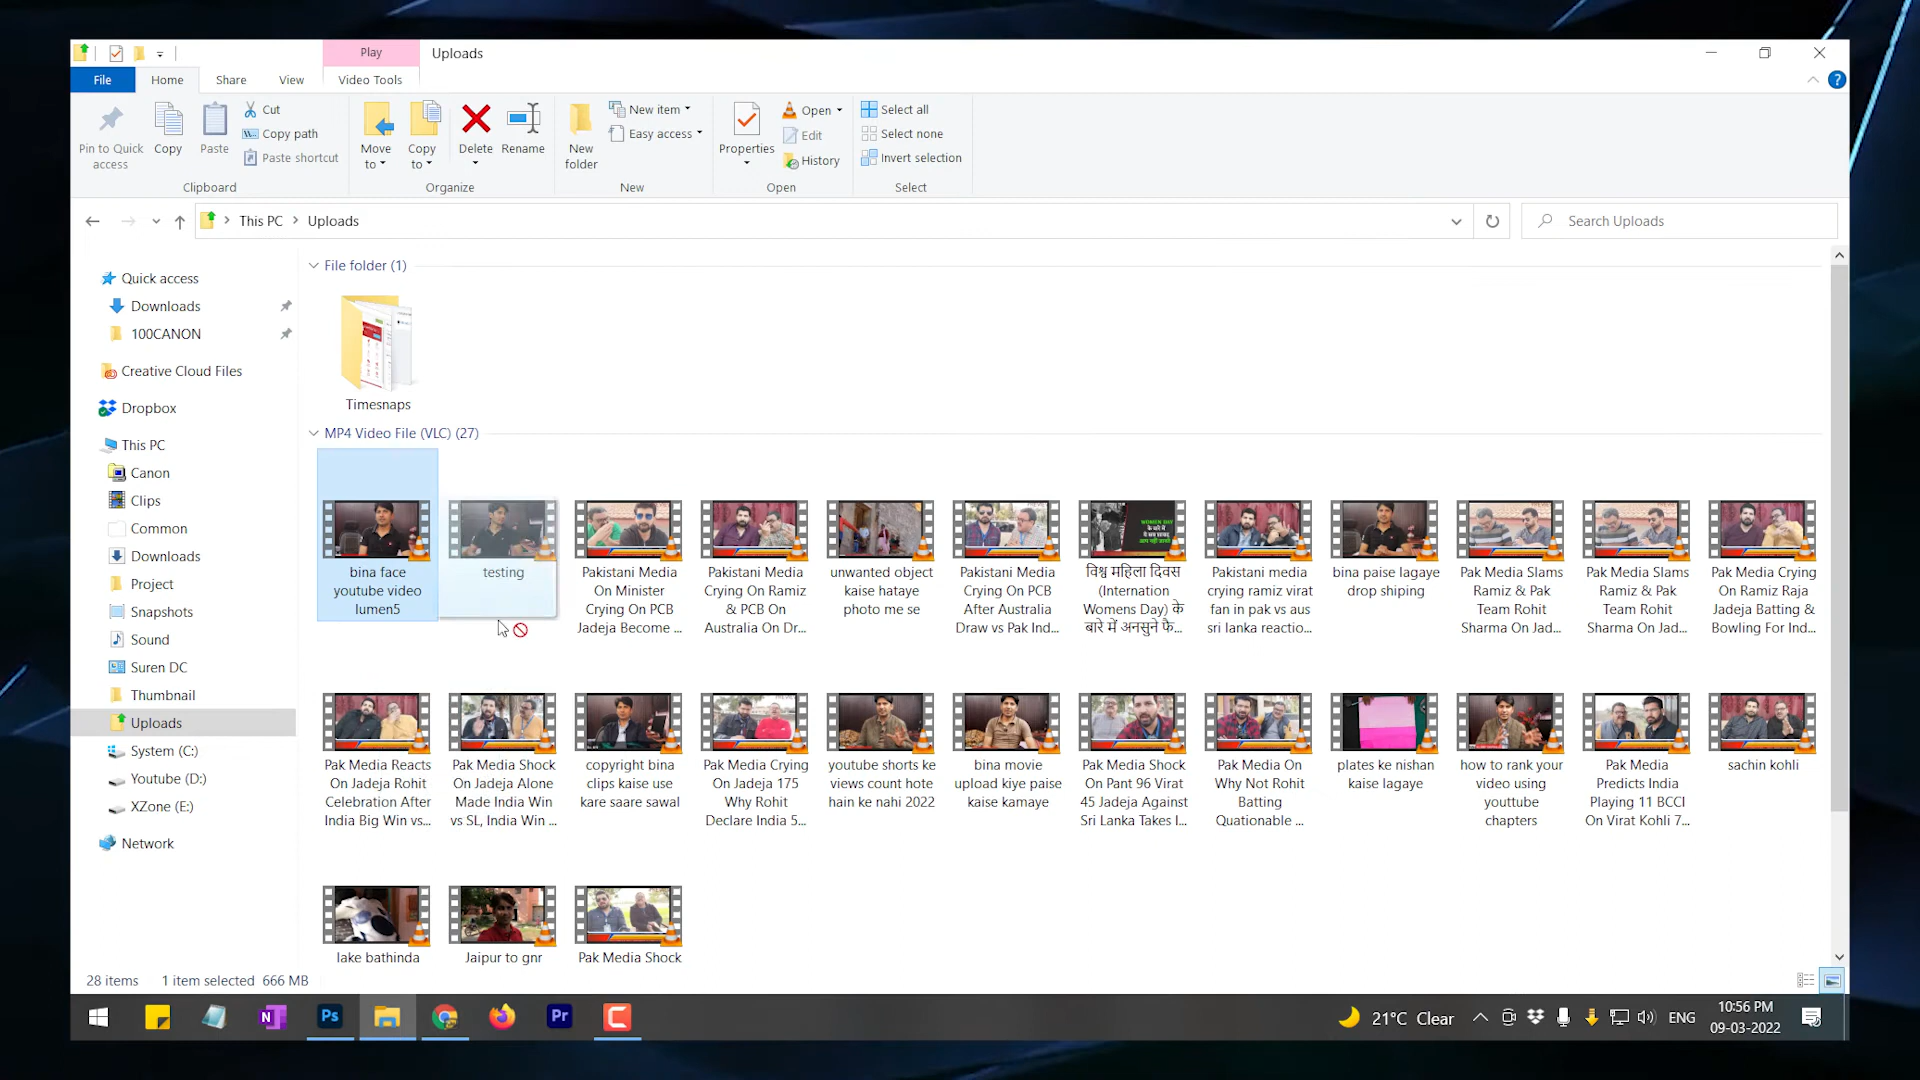 Play
Uploads
File
Home
Share
View
Video Tools
Pin to Quick
access
Copy
Paste
Cut
Copy path
Paste shortcut
Clipboard
Move
to
Copy
to
Delete
Rename
Organize
New
folder
New item
Easy access
New
Properties
Open
Edit
History
Open
Select all
Select none
Invert selection
Select
This PC
Uploads
Search Uploads
Quick access
Downloads
100CANON
Creative Cloud Files
Dropbox
This PC
Canon
Clips
Common
Downloads
Project
Snapshots
Sound
Suren DC
Thumbnail
Uploads
System (C:)
Youtube (D:)
XZone (E:)
Network
File folder (1)
Timesnaps
MP4 Video File (VLC) (27)
bina face
youtube video
lumen5
testing
Pakistani Media
On Minister
Crying On PCB
Jadeja Become ...
Pakistani Media
Crying On Ramiz
& PCB On
Australia On Dr...
unwanted object
kaise hataye
photo me se
Pakistani Media
Crying On PCB
After Australia
Draw vs Pak Ind...
विश्व महिला दिवस
(Internation
Womens Day) के
बारे में अनसुने फै...
Pakistani media
crying ramiz virat
fan in pak vs aus
sri lanka reactio...
bina paise lagaye
drop shiping
Pak Media Slams
Ramiz & Pak
Team Rohit
Sharma On Jad...
Pak Media Slams
Ramiz & Pak
Team Rohit
Sharma On Jad...
Pak Media Crying
On Ramiz Raja
Jadeja Batting &
Bowling For Ind...
Pak Media Reacts
On Jadeja Rohit
Celebration After
India Big Win vs...
Pak Media Shock
On Jadeja Alone
Made India Win
vs SL, India Win ...
copyright bina
clips kaise use
kare saare sawal
Pak Media Crying
On Jadeja 175
Why Rohit
Declare India 5...
youtube shorts ke
views count hote
hain ke nahi 2022
bina movie
upload kiye paise
kaise kamaye
Pak Media Shock
On Pant 96 Virat
45 Jadeja Against
Sri Lanka Takes I...
Pak Media On
Why Not Rohit
Batting
Quationable ...
plates ke nishan
kaise lagaye
how to rank your
video using
youttube
chapters
Pak Media
Predicts India
Playing 11 BCCI
On Virat Kohli 7...
sachin kohli
lake bathinda
Jaipur to gnr
Pak Media Shock
28 items
1 item selected 666 MB
Ps
Pr
21°C Clear
ENG
10:56 PM
09-03-2022